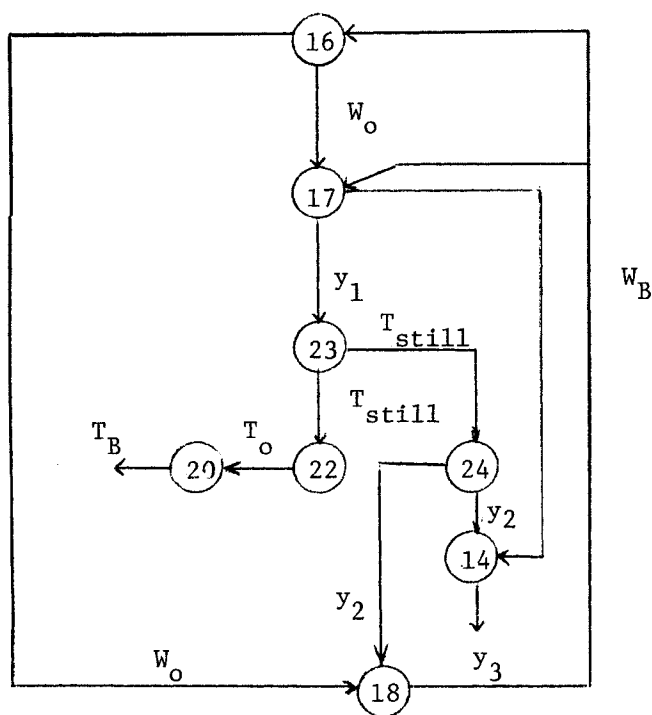 16
W_o
17
W_B
y_1
T_still
23
T_still
T_B
T_o
20
22
24
y_2
14
y_2
W_o
y_3
18